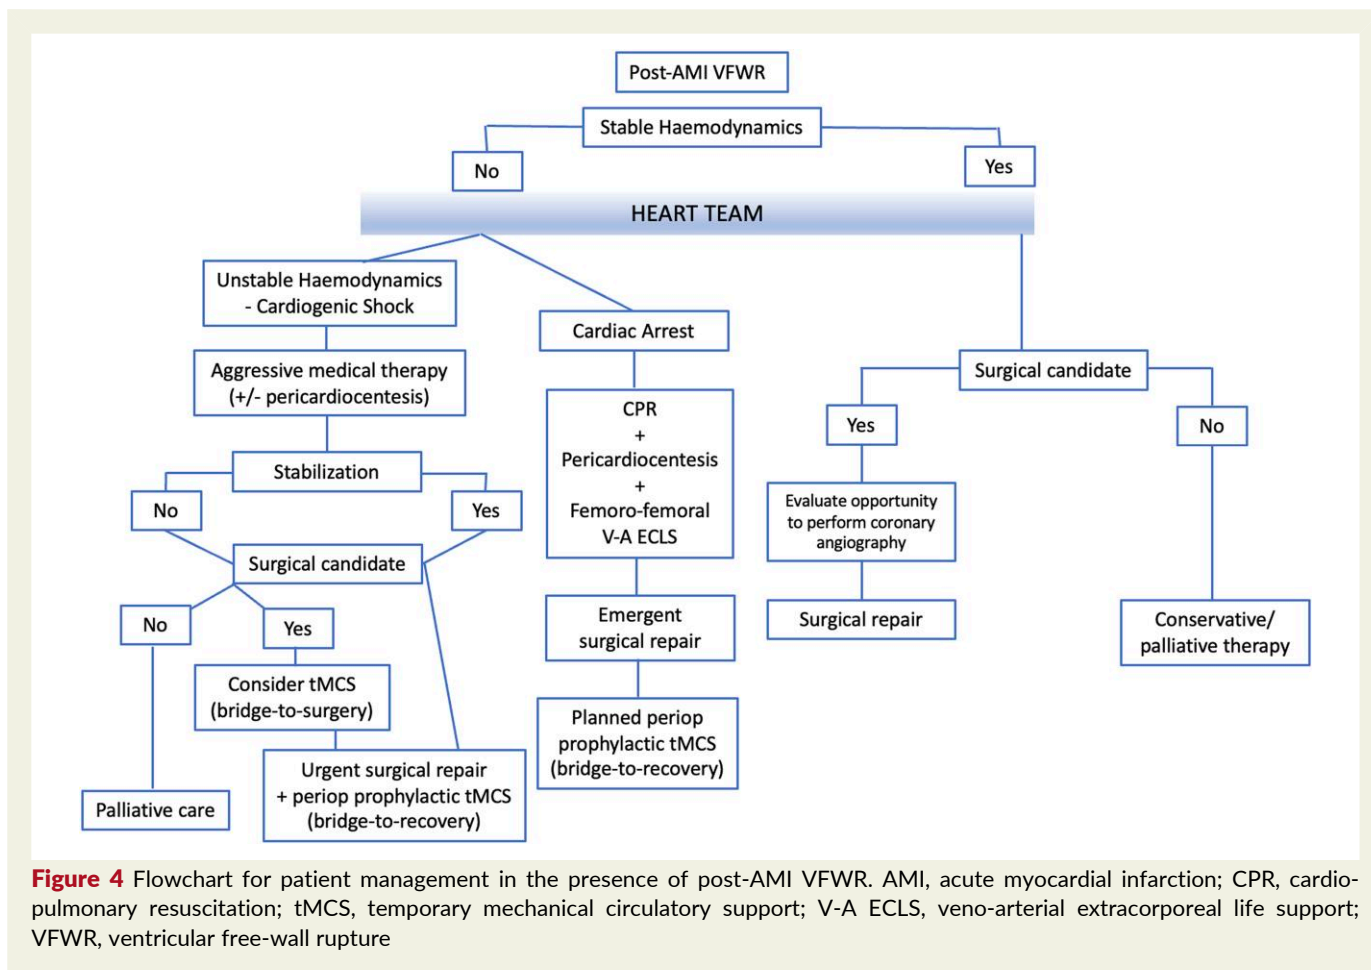 Post-AMI VFWR
Stable Haemodynamics
No
Yes
HEART TEAM
Unstable Haemodynamics
- Cardiogenic Shock
Aggressive medical therapy
(+/- pericardiocentesis)
Stabilization
No
Yes
Surgical candidate
No
Yes
Consider tMCS
(bridge-to-surgery)
Urgent surgical repair
+ periop prophylactic tMCS
(bridge-to-recovery)
Palliative care
Cardiac Arrest
CPR
+
Pericardiocentesis
+
Femoro-femoral
V-A ECLS
Emergent
surgical repair
Planned periop
prophylactic tMCS
(bridge-to-recovery)
Surgical candidate
Yes
No
Evaluate opportunity
to perform coronary
angiography
Surgical repair
Conservative/
palliative therapy
Figure 4 Flowchart for patient management in the presence of post-AMI VFWR. AMI, acute myocardial infarction; CPR, cardio-
pulmonary resuscitation; tMCS, temporary mechanical circulatory support; V-A ECLS, veno-arterial extracorporeal life support;
VFWR, ventricular free-wall rupture